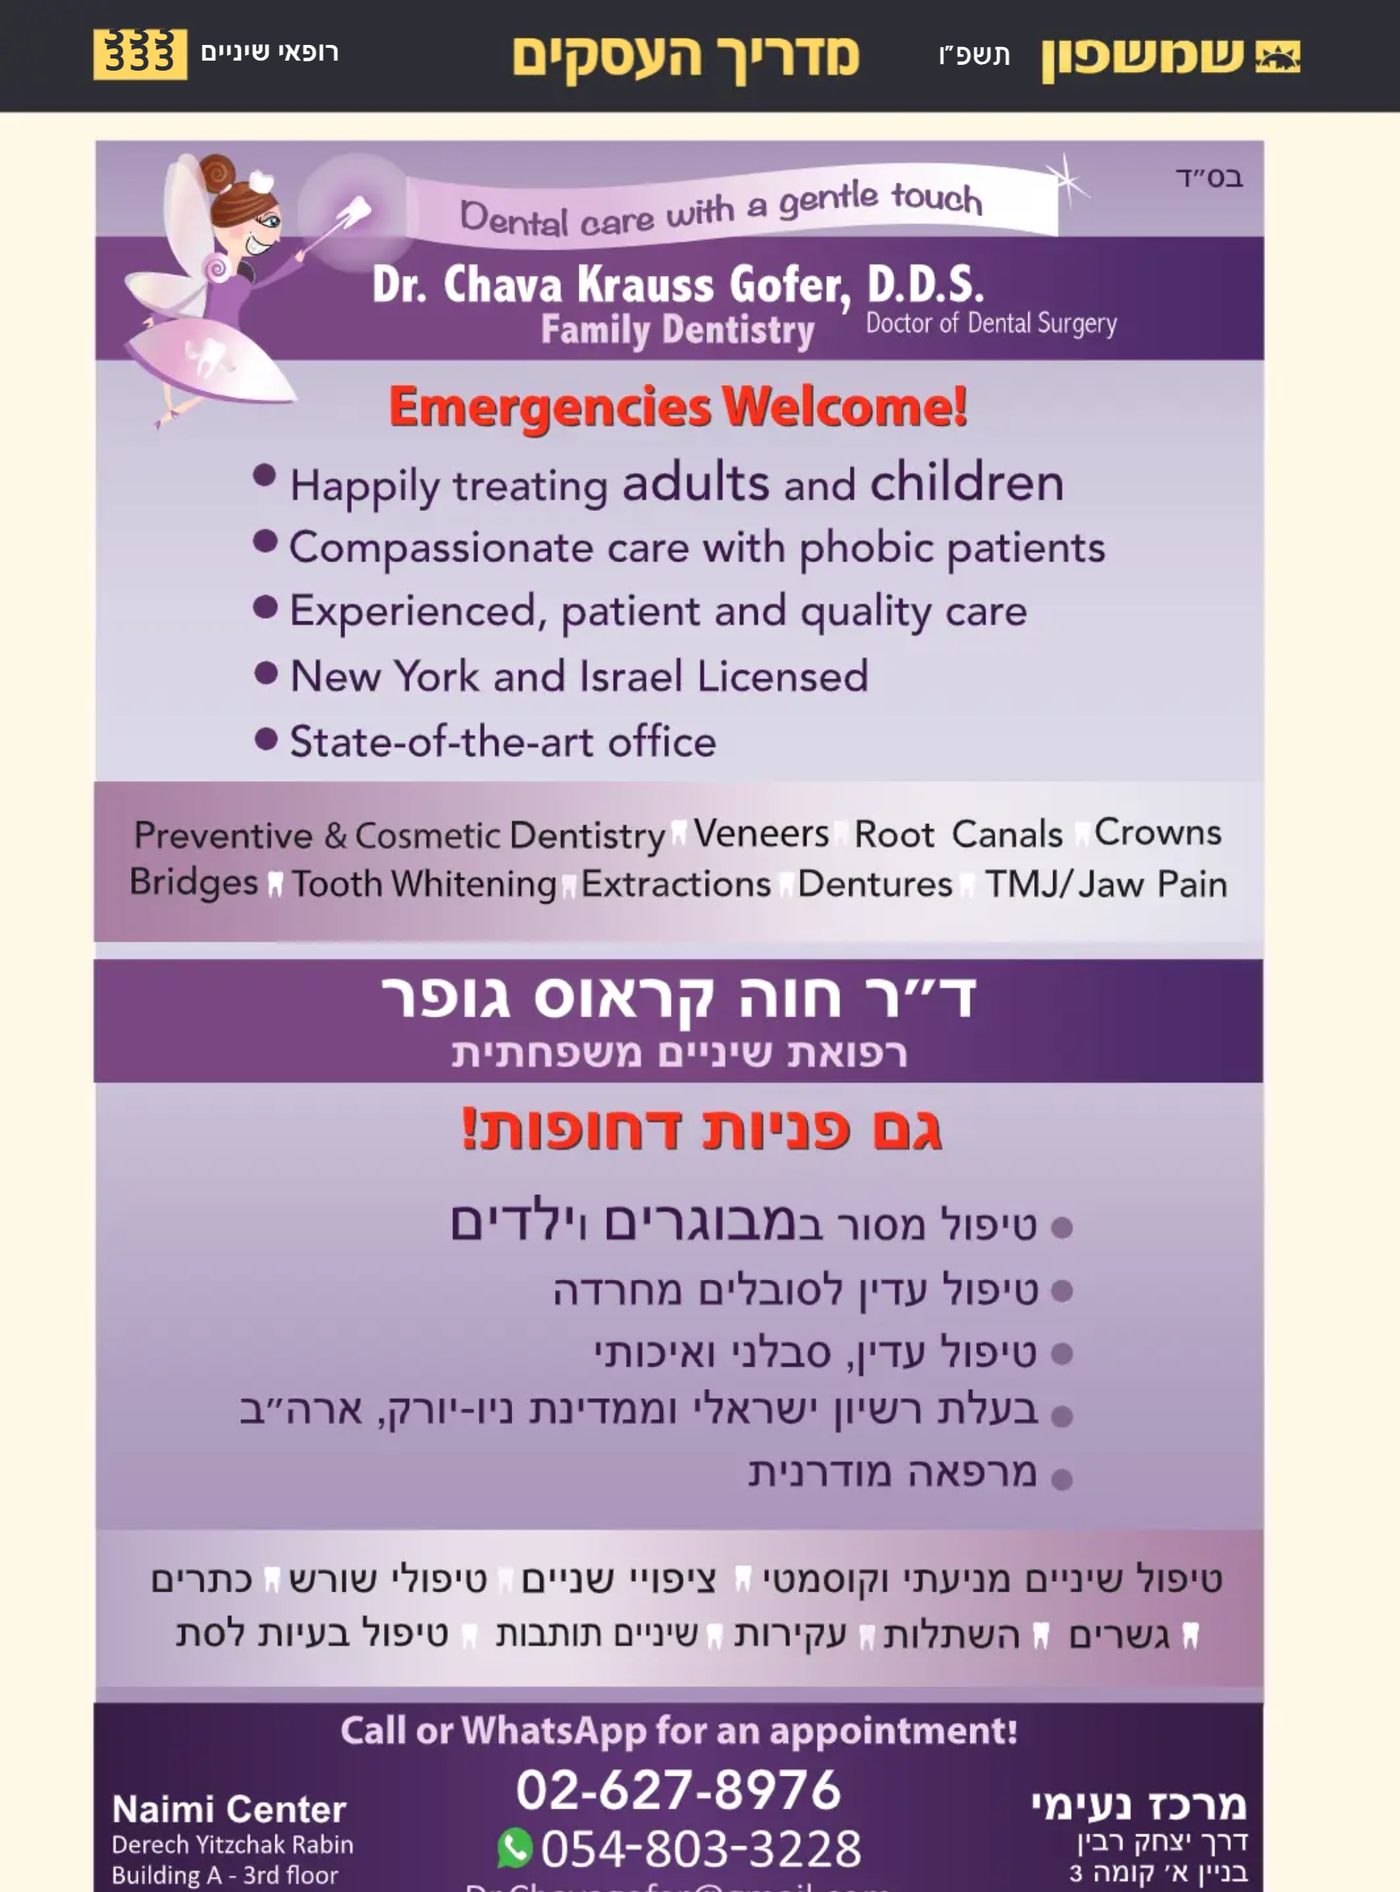 שמשפון תשפ״ו מדריך העסקים רופאי שיניים 333
בס״ד
Dental care with a gentle touch
Dr. Chava Krauss Gofer, D.D.S.
Family Dentistry Doctor of Dental Surgery
Emergencies Welcome!
• Happily treating adults and children
• Compassionate care with phobic patients
• Experienced, patient and quality care
• New York and Israel Licensed
• State-of-the-art office
Preventive & Cosmetic Dentistry Veneers Root Canals Crowns
Bridges Tooth Whitening Extractions Dentures TMJ/Jaw Pain
ד״ר חוה קראוס גופר
רפואת שיניים משפחתית
גם פניות דחופות!
• טיפול מסור במבוגרים וילדים
• טיפול עדין לסובלים מחרדה
• טיפול עדין, סבלני ואיכותי
• בעלת רשיון ישראלי וממדינת ניו-יורק, ארה״ב
• מרפאה מודרנית
טיפול שיניים מניעתי וקוסמטי ציפויי שניים טיפולי שורש כתרים
גשרים השתלות עקירות שיניים תותבות טיפול בעיות לסת
Call or WhatsApp for an appointment!
02-627-8976
054-803-3228
Naimi Center
Derech Yitzchak Rabin
Building A - 3rd floor
מרכז נעימי
דרך יצחק רבין
בניין א׳ קומה 3